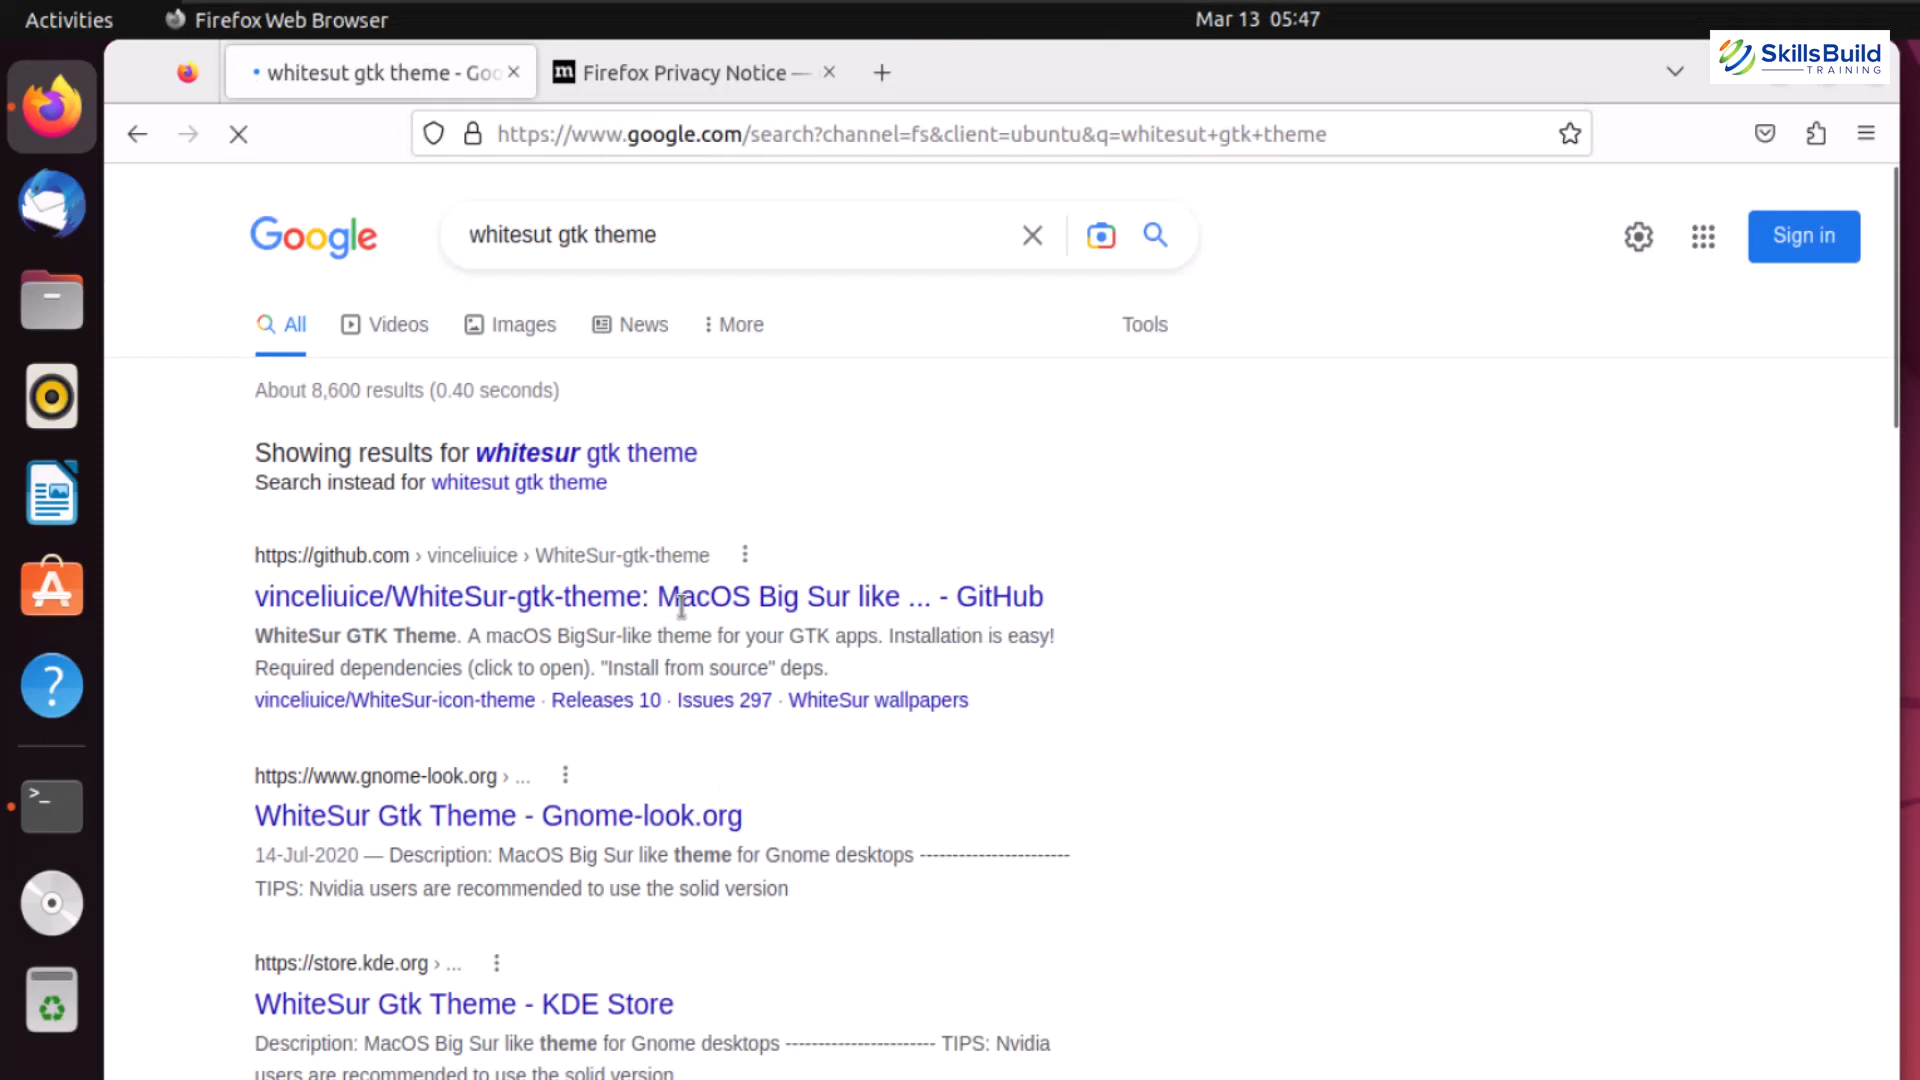 Activities Firefox Web Browser Mar 13 05:47
SkillsBuild
TRAINING
whitesut gtk theme - Goo Firefox Privacy Notice —
https://www.google.com/search?channel=fs&client=ubuntu&q=whitesut+gtk+theme
Google whitesut gtk theme Sign in
All Videos Images News More Tools
About 8,600 results (0.40 seconds)
Showing results for whitesur gtk theme
Search instead for whitesut gtk theme
https://github.com › vinceliuice › WhiteSur-gtk-theme
vinceliuice/WhiteSur-gtk-theme: MacOS Big Sur like ... - GitHub
WhiteSur GTK Theme. A macOS BigSur-like theme for your GTK apps. Installation is easy!
Required dependencies (click to open). "Install from source" deps.
vinceliuice/WhiteSur-icon-theme · Releases 10 · Issues 297 · WhiteSur wallpapers
https://www.gnome-look.org › ...
WhiteSur Gtk Theme - Gnome-look.org
14-Jul-2020 — Description: MacOS Big Sur like theme for Gnome desktops -----------------------
TIPS: Nvidia users are recommended to use the solid version
https://store.kde.org › ...
WhiteSur Gtk Theme - KDE Store
Description: MacOS Big Sur like theme for Gnome desktops ----------------------- TIPS: Nvidia
users are recommended to use the solid version